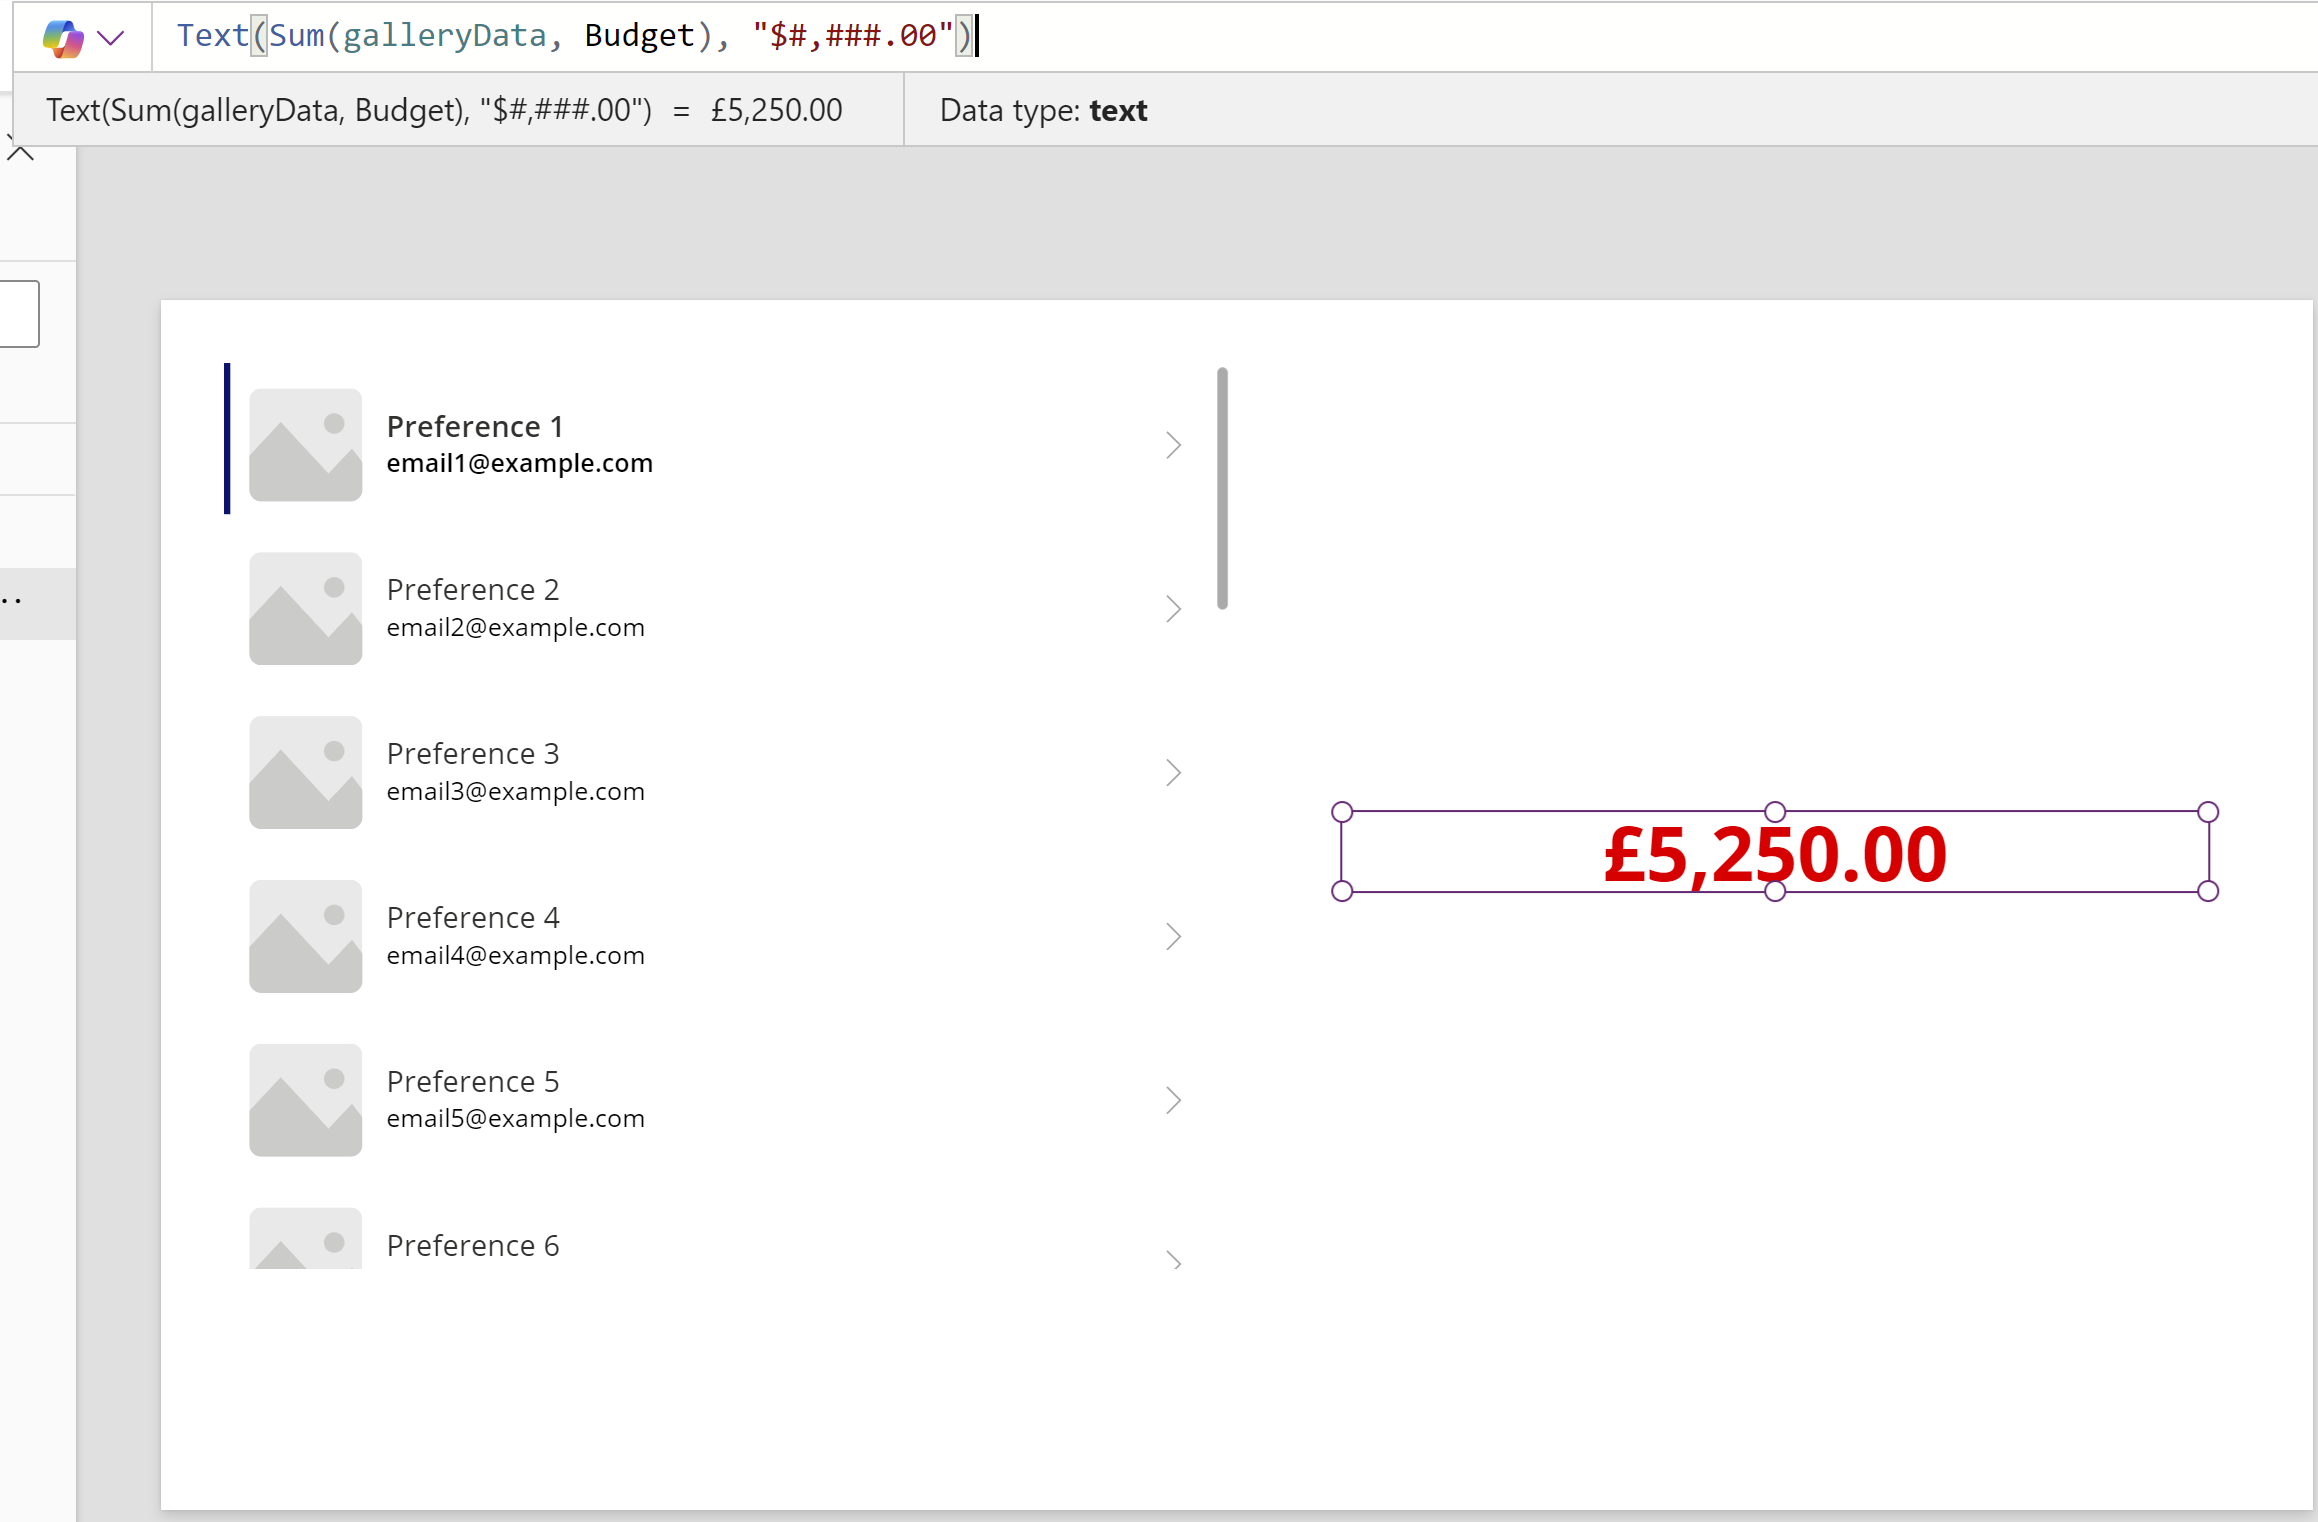 Text(Sum(galleryData, Budget), "$#,###.00")
Text(Sum(galleryData, Budget), "$#,###.00") = £5,250.00
Data type: text
Preference 1
email1@example.com
Preference 2
email2@example.com
Preference 3
email3@example.com
£5,250.00
Preference 4
email4@example.com
Preference 5
email5@example.com
Preference 6